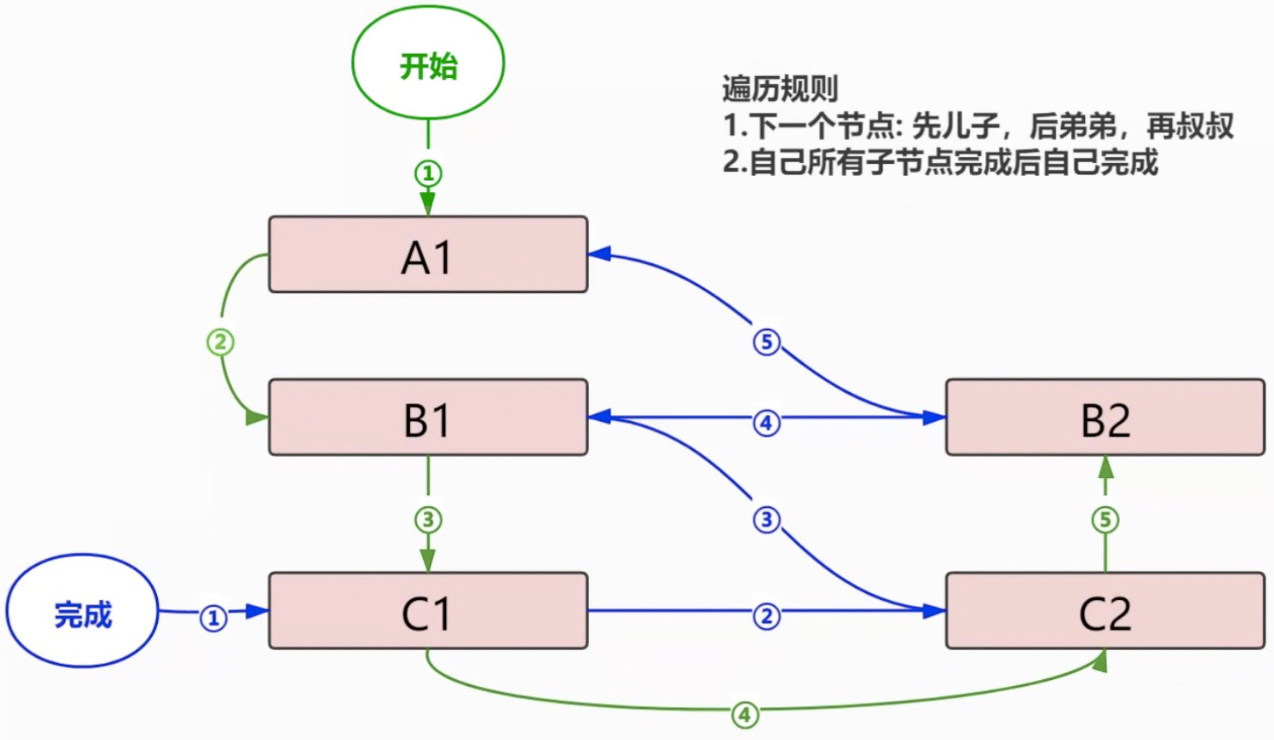 开始
遍历规则
1.下一个节点: 先儿子，后弟弟，再叔叔
2.自己所有子节点完成后自己完成
①
A1
②
⑤
B1
④
B2
③
③
⑤
完成
①
C1
②
C2
④